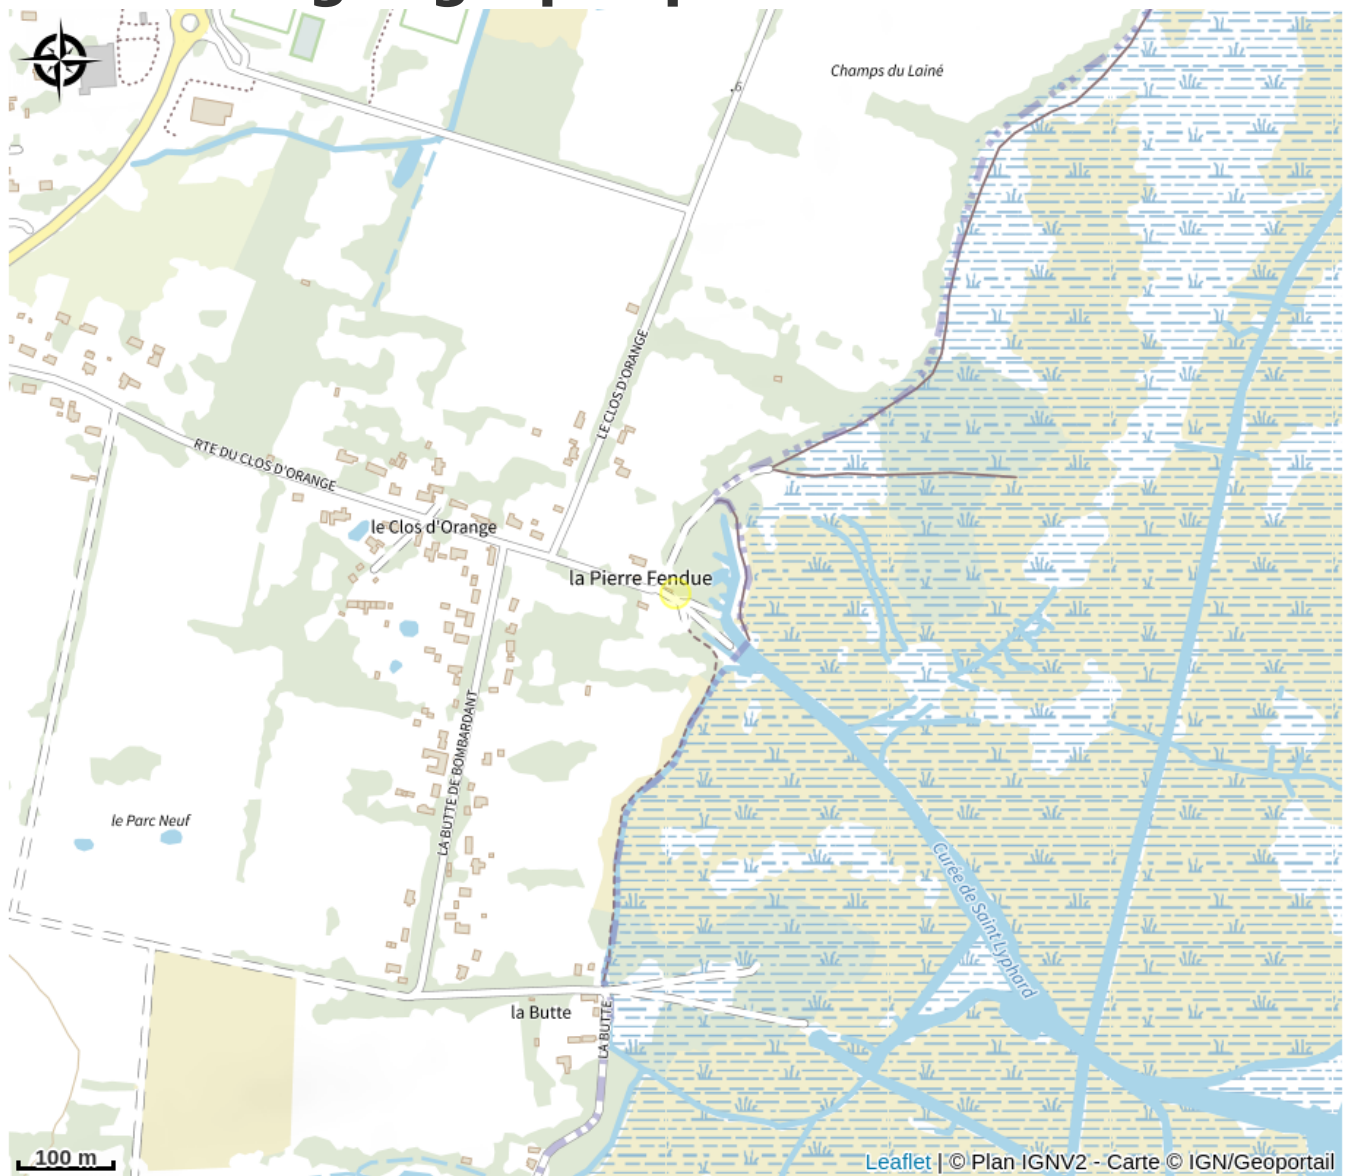 Champs du Lainé
6
LE CLOS D'ORANGE
RTE DU CLOS D'ORANGE
le Clos d'Orange
la Pierre Fendue
LA BUTTE DE BOMBARDANT
le Parc Neuf
Curée de Saint Lyphard
la Butte
LA BUTTE
100 m
Leaflet | © Plan IGNV2 - Carte © IGN/Geoportail